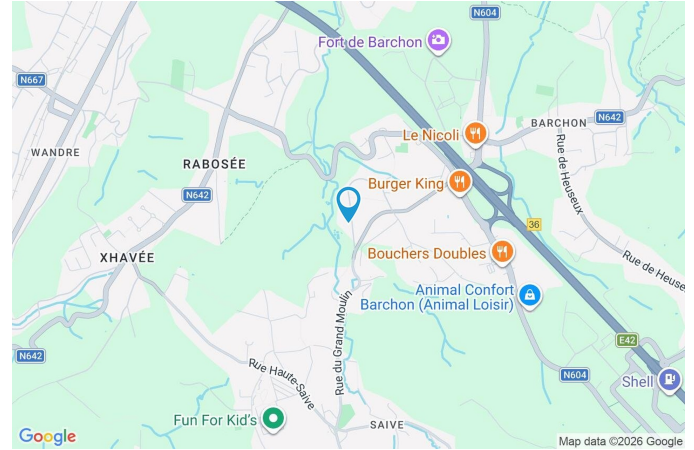 N604
Fort de Barchon
N667
BARCHON
N642
Le Nicoli
WANDRE
RABOSÉE
Rue de Heuseux
Burger King
N642
36
Bouchers Doubles
XHAVÉE
Rue de Heuse
Animal Confort
Barchon (Animal Loisir)
Rue du Grand Moulin
E42
N642
N604
Rue Haute-Saive
Shell
Fun For Kid's
SAIVE
Google
Map data ©2026 Google